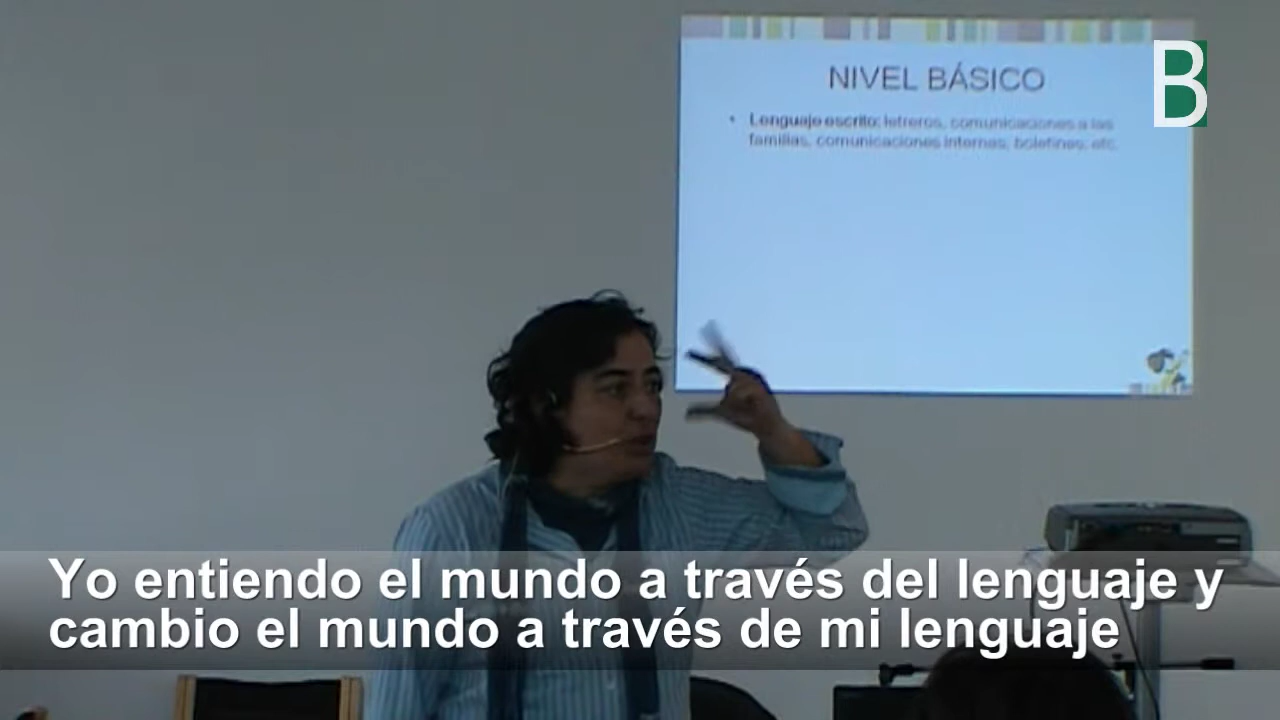 B
NIVEL BÁSICO
• Lenguaje escrito: letreros, comunicaciones a las
familias, comunicaciones internas, boletines, etc.
Yo entiendo el mundo a través del lenguaje y
cambio el mundo a través de mi lenguaje